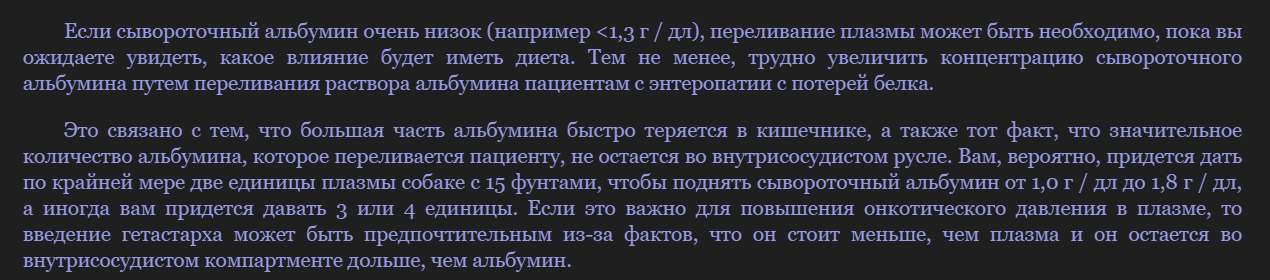 Если сывороточный альбумин очень низок (например <1,3 г / дл), переливание плазмы может быть необходимо, пока вы
ожидаете увидеть, какое влияние будет иметь диета. Тем не менее, трудно увеличить концентрацию сывороточного
альбумина путем переливания раствора альбумина пациентам с энтеропатии с потерей белка.
Это связано с тем, что большая часть альбумина быстро теряется в кишечнике, а также тот факт, что значительное
количество альбумина, которое переливается пациенту, не остается во внутрисосудистом русле. Вам, вероятно, придется дать
по крайней мере две единицы плазмы собаке с 15 фунтами, чтобы поднять сывороточный альбумин от 1,0 г / дл до 1,8 г / дл,
а иногда вам придется давать 3 или 4 единицы. Если это важно для повышения онкотического давления в плазме, то
введение гетастарха может быть предпочтительным из-за фактов, что он стоит меньше, чем плазма и он остается во
внутрисосудистом компартменте дольше, чем альбумин.